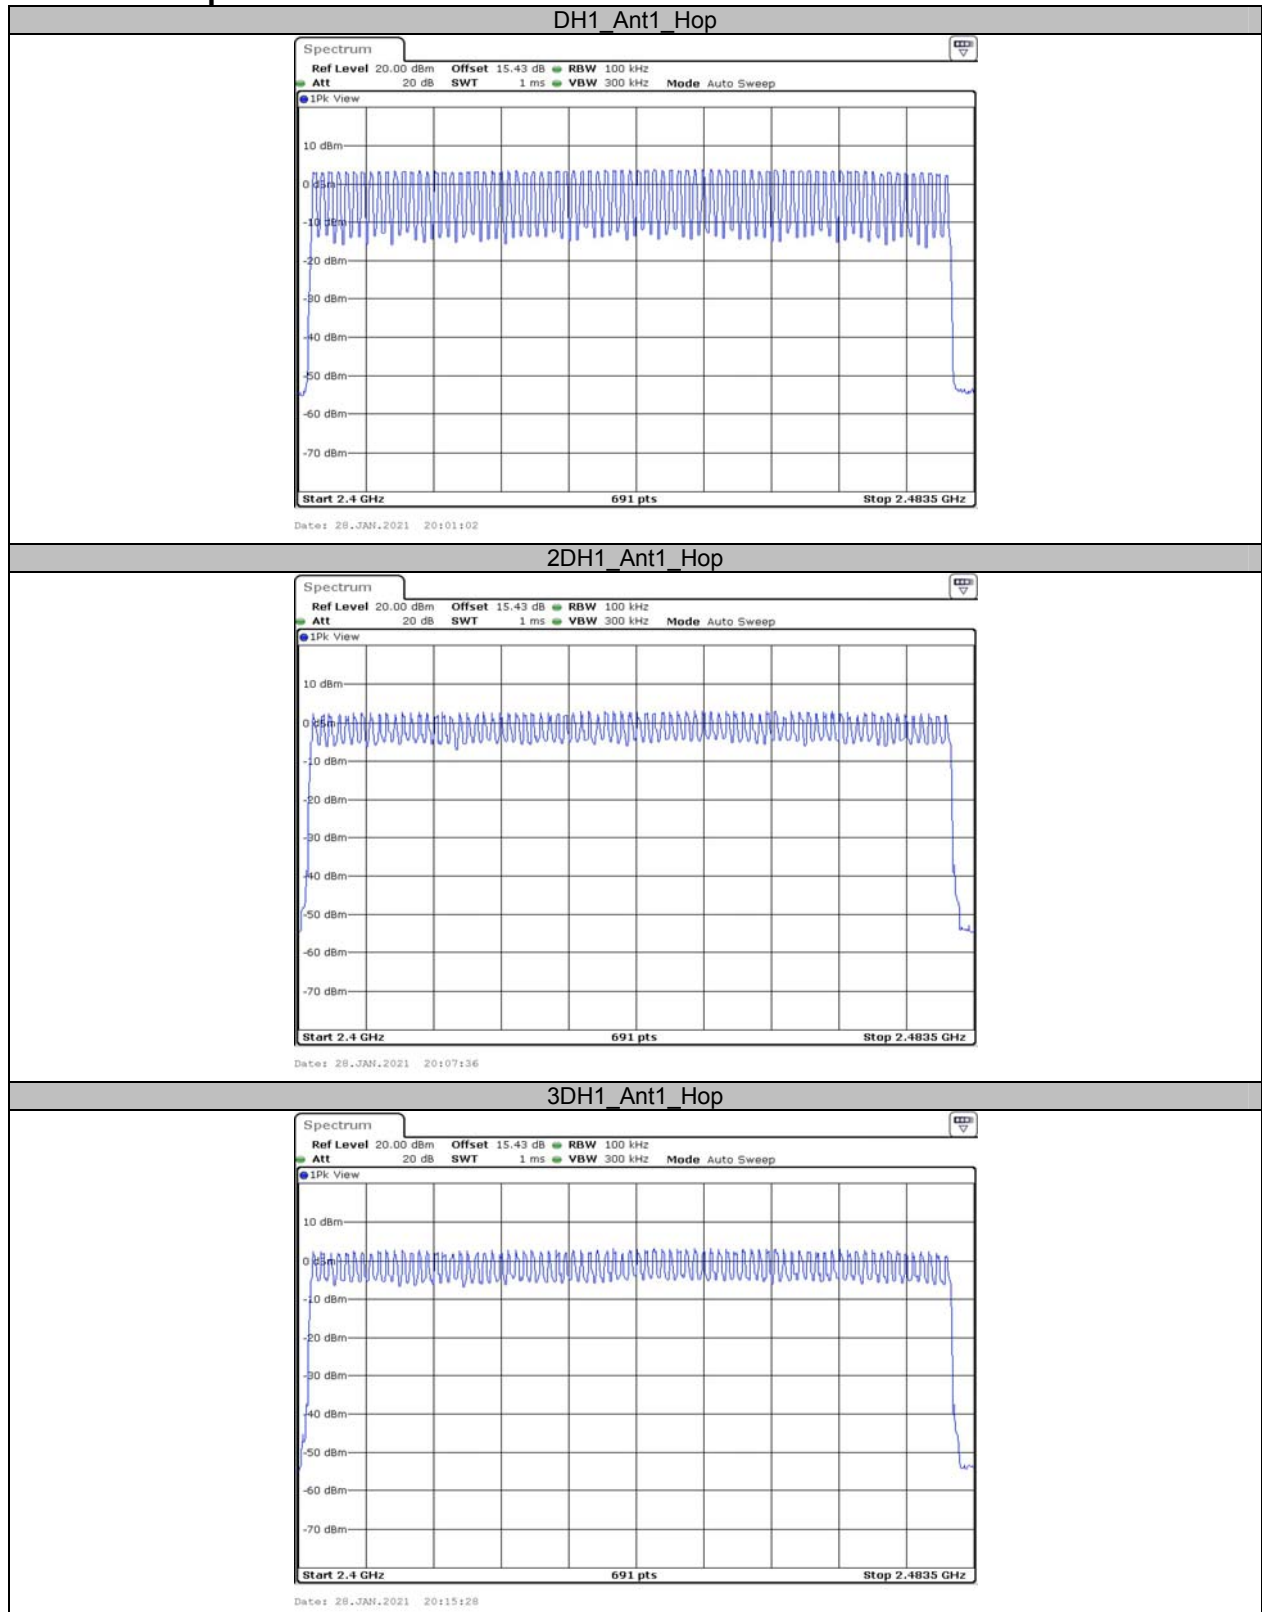 DH1_Ant1_Hop
Spectrum
Ref Level 20.00 dBm Offset 15.43 dB RBW 100 kHz
Att 20 dB SWT 1 ms VBW 300 kHz Mode Auto Sweep
1Pk View
10 dBm
0 dBm
-10 dBm
-20 dBm
-30 dBm
-40 dBm
-50 dBm
-60 dBm
-70 dBm
Start 2.4 GHz 691 pts Stop 2.4835 GHz
Date: 28.JAN.2021 20:01:02
2DH1_Ant1_Hop
Spectrum
Ref Level 20.00 dBm Offset 15.43 dB RBW 100 kHz
Att 20 dB SWT 1 ms VBW 300 kHz Mode Auto Sweep
1Pk View
10 dBm
0 dBm
-10 dBm
-20 dBm
-30 dBm
-40 dBm
-50 dBm
-60 dBm
-70 dBm
Start 2.4 GHz 691 pts Stop 2.4835 GHz
Date: 28.JAN.2021 20:07:36
3DH1_Ant1_Hop
Spectrum
Ref Level 20.00 dBm Offset 15.43 dB RBW 100 kHz
Att 20 dB SWT 1 ms VBW 300 kHz Mode Auto Sweep
1Pk View
10 dBm
0 dBm
-10 dBm
-20 dBm
-30 dBm
-40 dBm
-50 dBm
-60 dBm
-70 dBm
Start 2.4 GHz 691 pts Stop 2.4835 GHz
Date: 28.JAN.2021 20:15:28